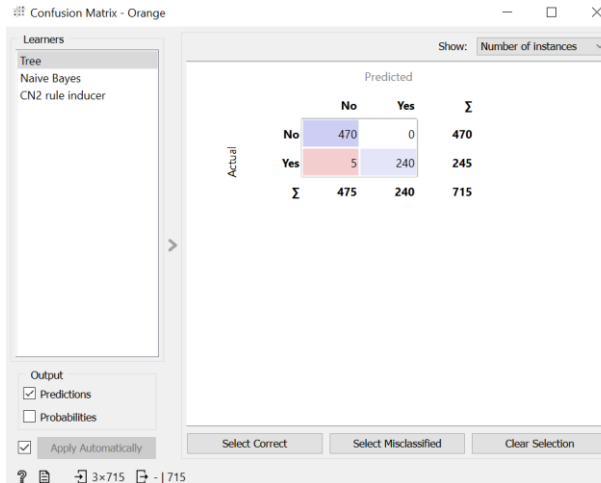 Confusion Matrix - Orange
Learners
Tree
Naive Bayes
CN2 rule inducer
Show: Number of instances
Predicted
No Yes Σ
Actual
No 470 0 470
Yes 5 240 245
Σ 475 240 715
Output
Predictions
Probabilities
Apply Automatically
Select Correct Select Misclassified Clear Selection
? 3×715 - | 715